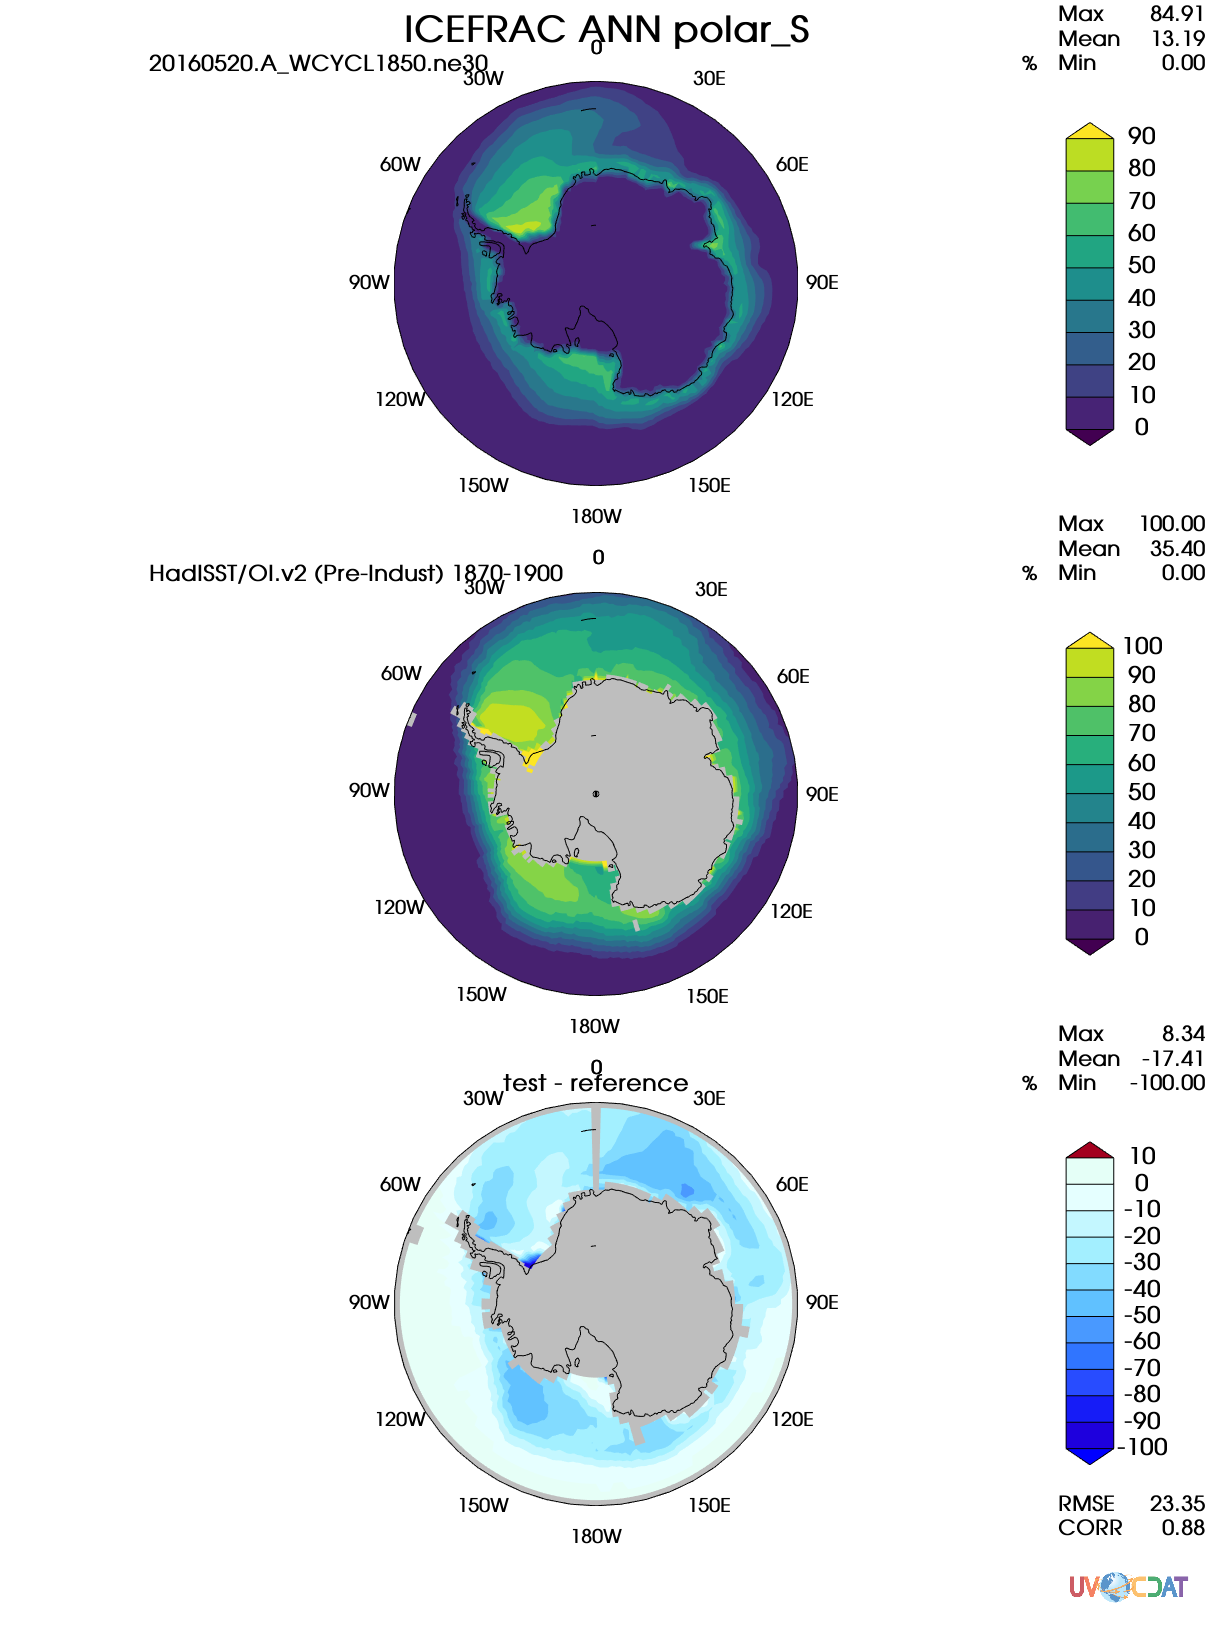 ICEFRAC ANN polar_S
20160520.A_WCYCL1850.ne30
Max 84.91
Mean 13.19
% Min 0.00
0
30W 30E
60W 60E
90W 90E
120W 120E
150W 150E
180W
90
80
70
60
50
40
30
20
10
0
HadISST/OI.v2 (Pre-Indust) 1870-1900
Max 100.00
Mean 35.40
% Min 0.00
0
30W 30E
60W 60E
90W 90E
120W 120E
150W 150E
180W
100
90
80
70
60
50
40
30
20
10
0
test - reference
Max 8.34
Mean -17.41
% Min -100.00
0
30W 30E
60W 60E
90W 90E
120W 120E
150W 150E
180W
10
0
-10
-20
-30
-40
-50
-60
-70
-80
-90
-100
RMSE 23.35
CORR 0.88
UVCDAT